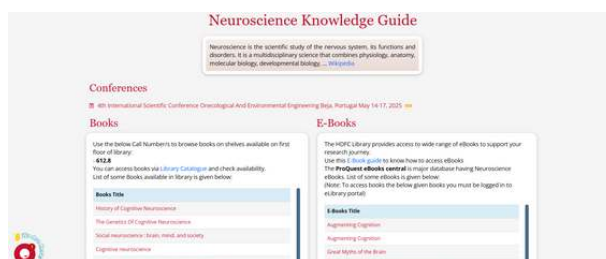 Neuroscience Knowledge Guide
Neuroscience is the scientific study of the nervous system, its functions and
disorders. It is a multidisciplinary science that combines physiology, anatomy,
molecular biology, developmental biology, ... Wikipedia
Conferences
4th International Scientific Conference Onecological And Environmental Engineering Beja, Portugal May 14-17, 2025
Books
Use the below Call Number/s to browse books on shelves available on first
floor of library:
- 612.8
You can access books via Library Catalogue and check availability.
List of some Books available in library is given below:
Books Title
History of Cognitive Neuroscience
The Genetics Of Cognitive Neuroscience
Social neuroscience : brain, mind, and society
Cognitive neuroscience
E-Books
The HDFC Library provides access to wide range of eBooks to support your
research journey.
Use this E-Book guide to know how to access eBooks
The ProQuest eBooks central is major database having Neuroscience
eBooks. List of some eBooks is given below:
(Note: To access books the below given books you must be logged in to
eLibrary portal)
E-Books Title
Augmenting Cognition
Augmenting Cognition
Great Myths of the Brain